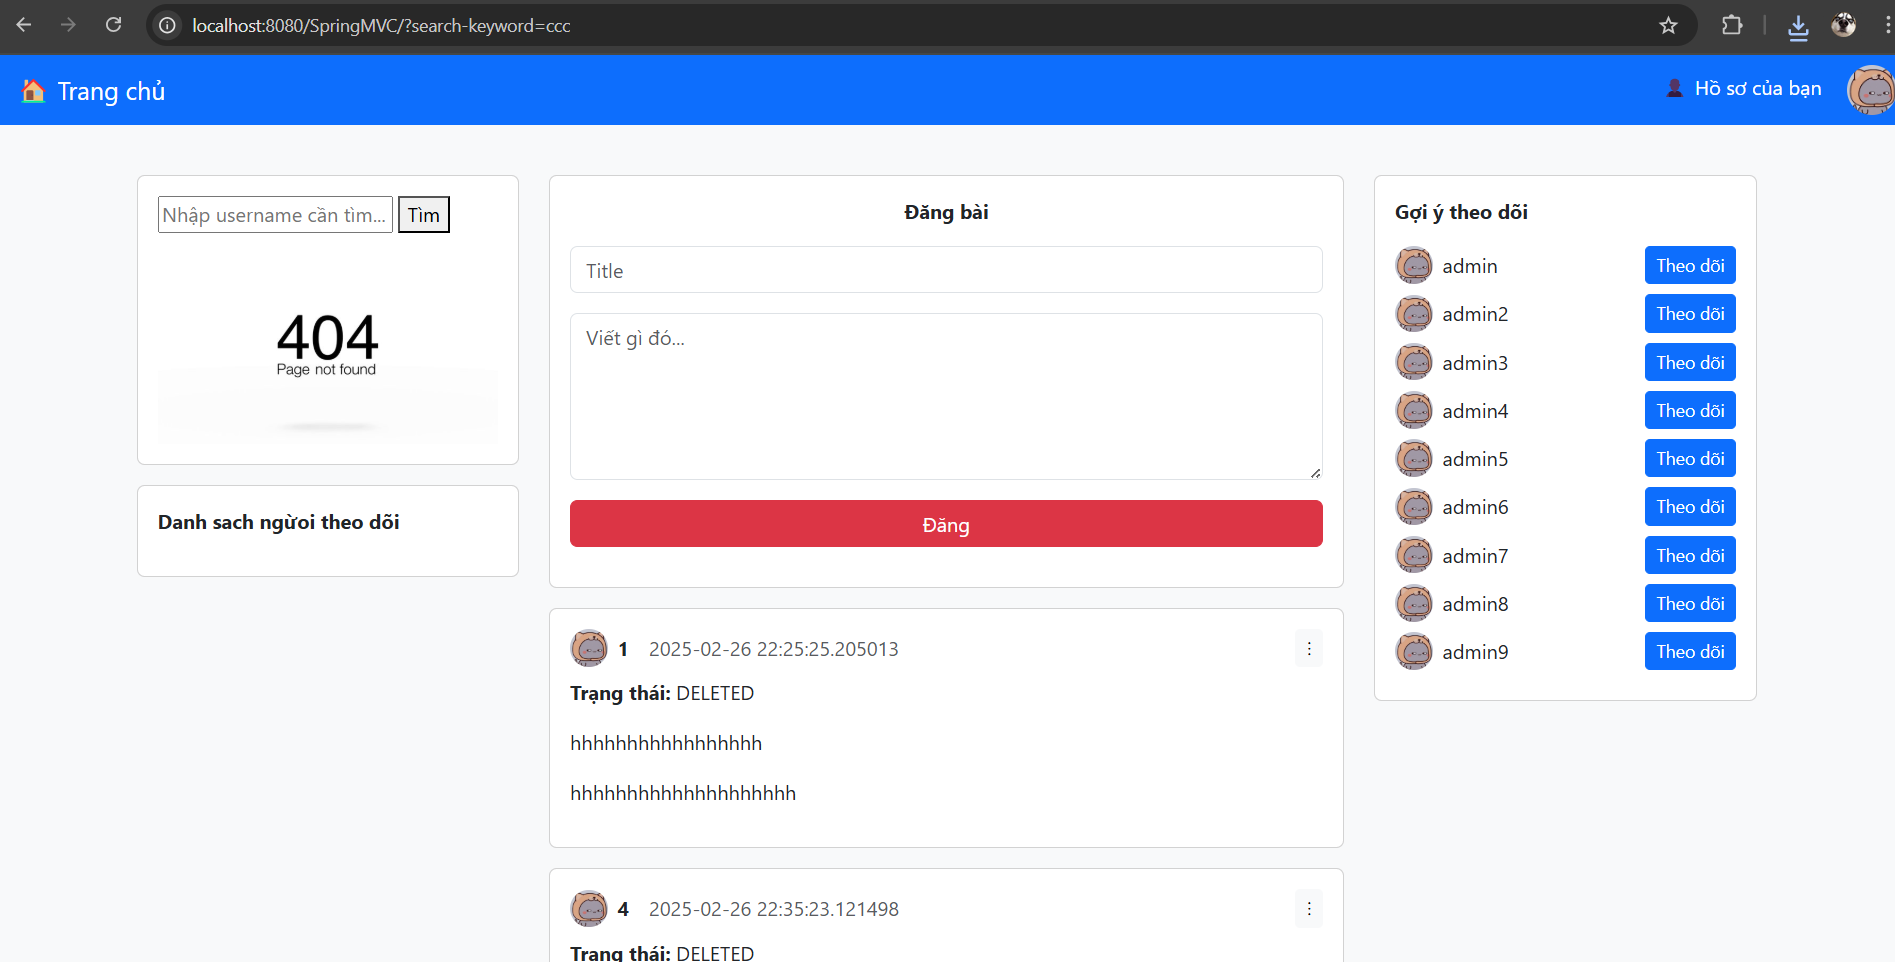 localhost:8080/SpringMVC/?search-keyword=ccc
Trang chủ
Hồ sơ của bạn
Nhập username cần tìm...
Tìm
404
Page not found
Danh sach ngừoi theo dõi
Đăng bài
Title
Viết gì đó...
Đăng
1 2025-02-26 22:25:25.205013
Trạng thái: DELETED
hhhhhhhhhhhhhhhhh
hhhhhhhhhhhhhhhhhhhh
4 2025-02-26 22:35:23.121498
Trạng thái: DELETED
Gợi ý theo dõi
admin Theo dõi
admin2 Theo dõi
admin3 Theo dõi
admin4 Theo dõi
admin5 Theo dõi
admin6 Theo dõi
admin7 Theo dõi
admin8 Theo dõi
admin9 Theo dõi